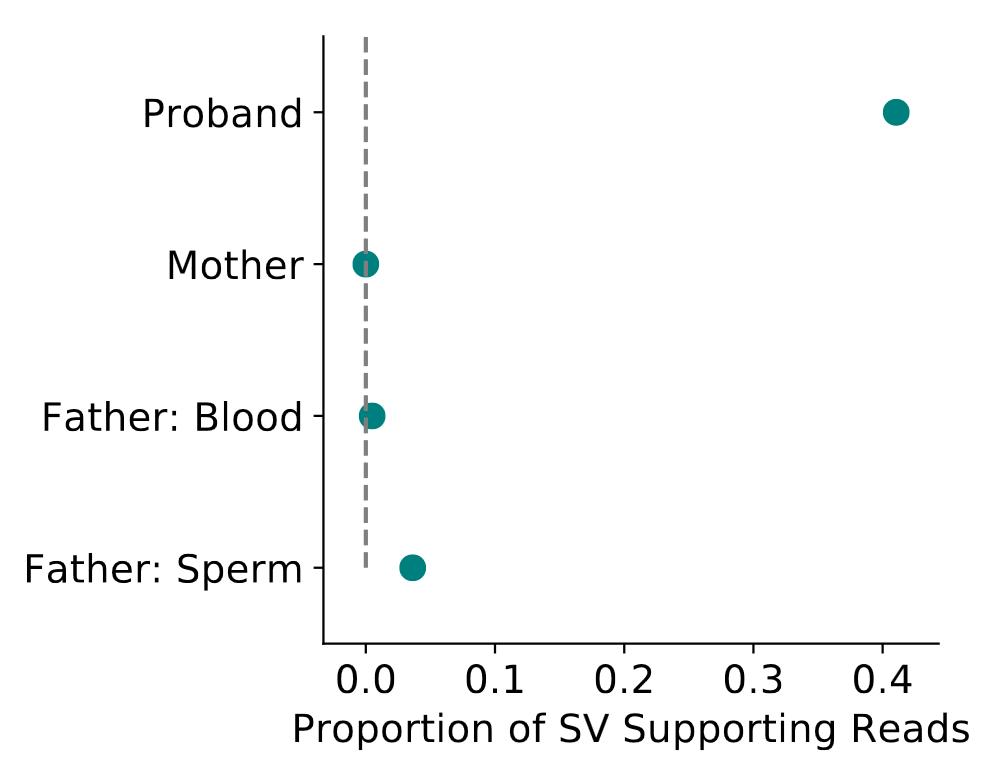 Proband
Mother
Father: Blood
Father: Sperm
0.0 0.1 0.2 0.3 0.4
Proportion of SV Supporting Reads